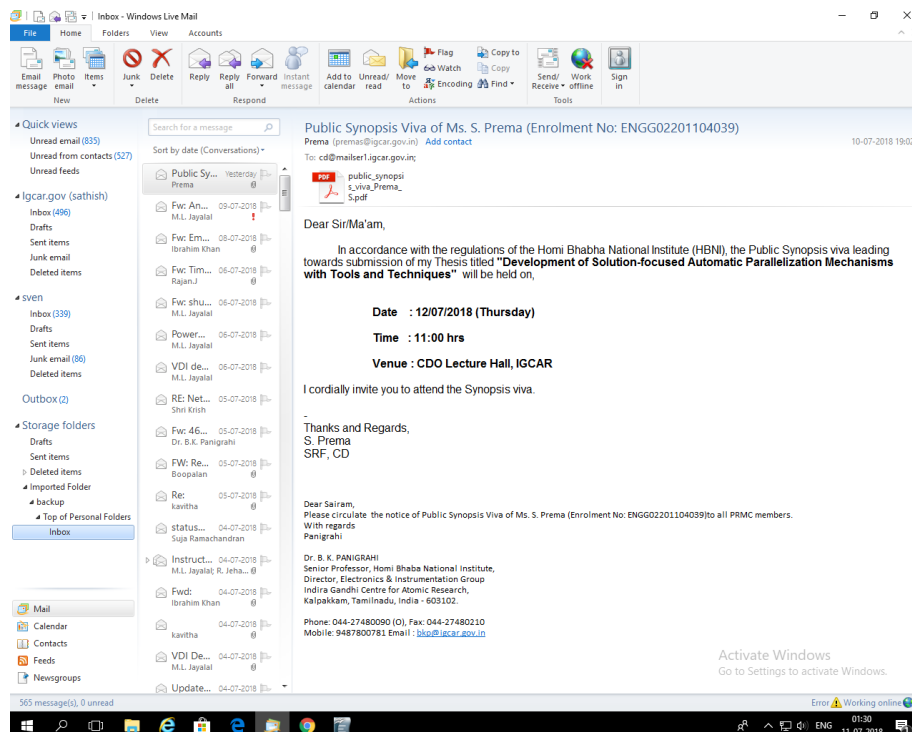 Inbox - Windows Live Mail
File Home Folders View Accounts
Email message
Photo email
Items
New
Junk
Delete
Delete
Reply
Reply all
Forward
Instant message
Respond
Add to calendar
Unread/ read
Move to
Flag
Watch
Encoding
Copy to
Copy
Find
Actions
Send/ Receive
Work offline
Tools
Sign in
Quick views
Unread email (835)
Unread from contacts (527)
Unread feeds
Igcar.gov (sathish)
Inbox (496)
Drafts
Sent items
Junk email
Deleted items
sven
Inbox (339)
Drafts
Sent items
Junk email (86)
Deleted items
Outbox (2)
Storage folders
Drafts
Sent items
Deleted items
Imported Folder
backup
Top of Personal Folders
Inbox
Mail
Calendar
Contacts
Feeds
Newsgroups
Search for a message
Sort by date (Conversations)
Public Sy... Yesterday
Prema
Fw: An... 09-07-2018
M.L. Jayalal
Fw: Em... 08-07-2018
Ibrahim Khan
Fw: Tim... 06-07-2018
Rajan.J
Fw: shu... 06-07-2018
M.L. Jayalal
Power... 06-07-2018
M.L. Jayalal
VDI de... 06-07-2018
M.L. Jayalal
RE: Net... 05-07-2018
Shri Krish
Fw: 46... 05-07-2018
Dr. B.K. Panigrahi
FW: Re... 05-07-2018
Boopalan
Re: 05-07-2018
kavitha
status... 04-07-2018
Suja Ramachandran
Instruct... 04-07-2018
M.L. Jayalal; R. Jeha...
Fwd: 04-07-2018
Ibrahim Khan
04-07-2018
kavitha
VDI De... 04-07-2018
M.L. Jayalal
Update... 04-07-2018
Public Synopsis Viva of Ms. S. Prema (Enrolment No: ENGG02201104039)
Prema (premas@igcar.gov.in) Add contact 10-07-2018 19:02
To: cd@mailser1.igcar.gov.in;
PDF
public_synopsi
s_viva_Prema_
S.pdf
Dear Sir/Ma'am,
In accordance with the regulations of the Homi Bhabha National Institute (HBNI), the Public Synopsis viva leading
towards submission of my Thesis titled "Development of Solution-focused Automatic Parallelization Mechanisms
with Tools and Techniques" will be held on,
Date : 12/07/2018 (Thursday)
Time : 11:00 hrs
Venue : CDO Lecture Hall, IGCAR
I cordially invite you to attend the Synopsis viva.
-
Thanks and Regards,
S. Prema
SRF, CD
Dear Sairam,
Please circulate the notice of Public Synopsis Viva of Ms. S. Prema (Enrolment No: ENGG02201104039)to all PRMC members.
With regards
Panigrahi
Dr. B. K. PANIGRAHI
Senior Professor, Homi Bhaba National Institute,
Director, Electronics & Instrumentation Group
Indira Gandhi Centre for Atomic Research,
Kalpakkam, Tamilnadu, India - 603102.
Phone: 044-27480090 (O), Fax: 044-27480210
Mobile: 9487800781 Email : bkp@igcar.gov.in
Activate Windows
Go to Settings to activate Windows.
565 message(s), 0 unread
Error Working online
ENG
01:30
11-07-2018